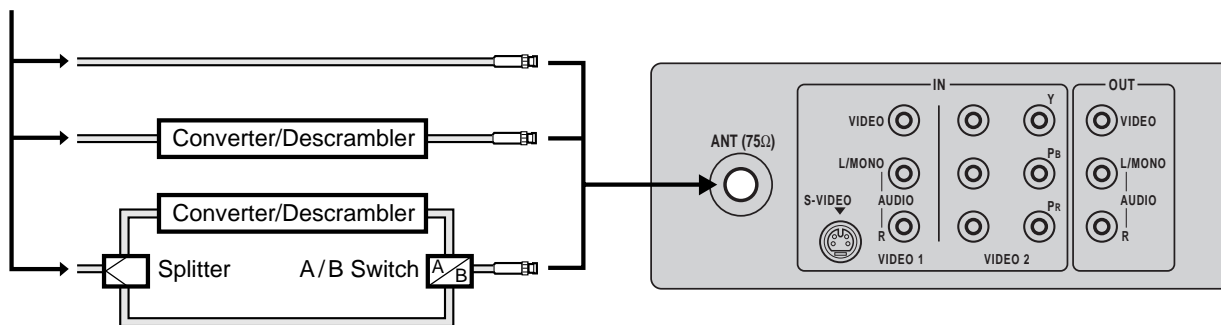 Converter/Descrambler
Converter/Descrambler
Splitter
A/B Switch
A/B
ANT (75Ω)
IN
OUT
VIDEO
Y
VIDEO
L/MONO
PB
L/MONO
S-VIDEO
AUDIO
PR
AUDIO
R
R
VIDEO 1
VIDEO 2